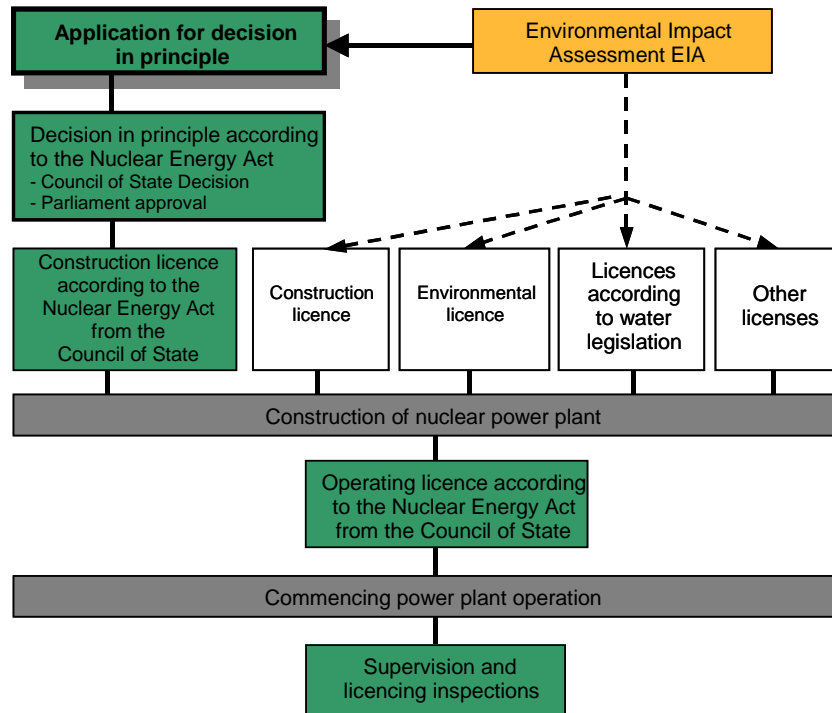 Application for decision
in principle
Environmental Impact
Assessment EIA
Decision in principle according
to the Nuclear Energy Act
- Council of State Decision
- Parliament approval
Construction licence
according to the
Nuclear Energy Act
from the
Council of State
Construction
licence
Environmental
licence
Licences
according
to water
legislation
Other
licenses
Construction of nuclear power plant
Operating licence according
to the Nuclear Energy Act
from the Council of State
Commencing power plant operation
Supervision and
licencing inspections